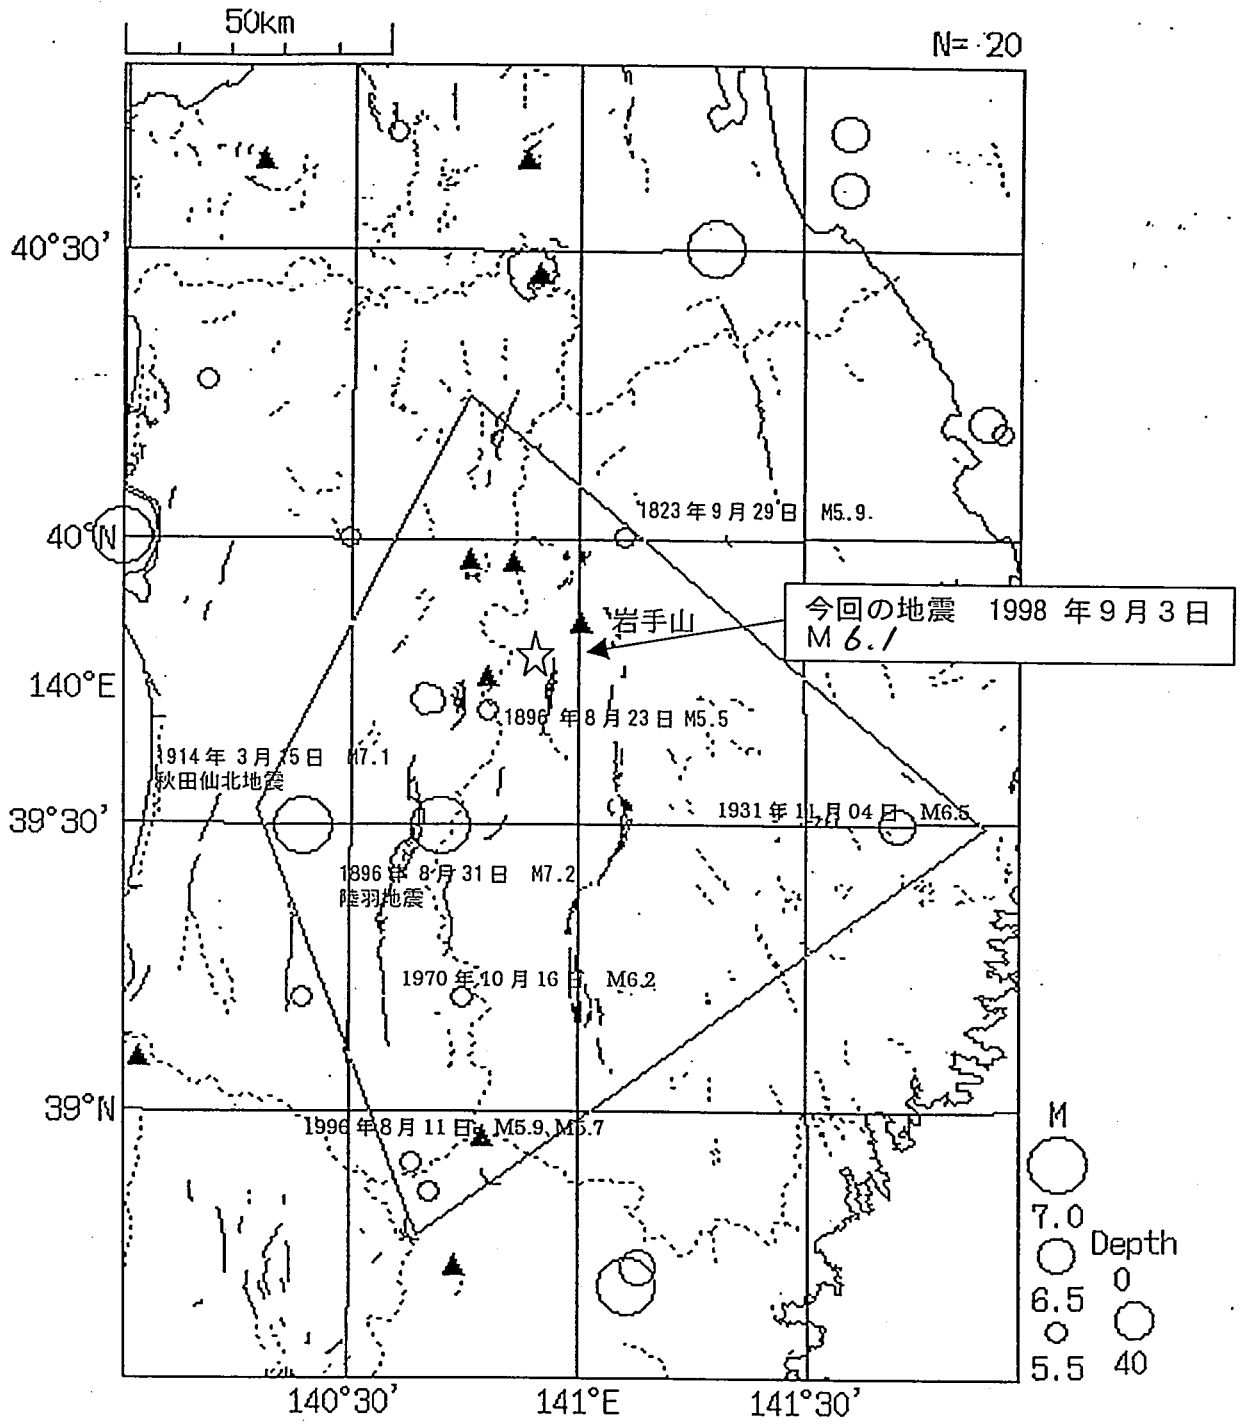 50km
N= 20
40°30'
1823年9月29日 M5.9
40°N
今回の地震 1998年9月3日
M 6.1
岩手山
140°E
1896年8月23日 M5.5
1914年 3月15日 M7.1
秋田仙北地震
39°30'
1931年11月04日 M6.5
1896年 8月31日 M7.2
陸羽地震
1970年10月16日 M6.2
39°N
1996年8月11日 M5.9, M5.7
M
7.0
Depth
0
6.5
5.5
40
140°30'
141°E
141°30'